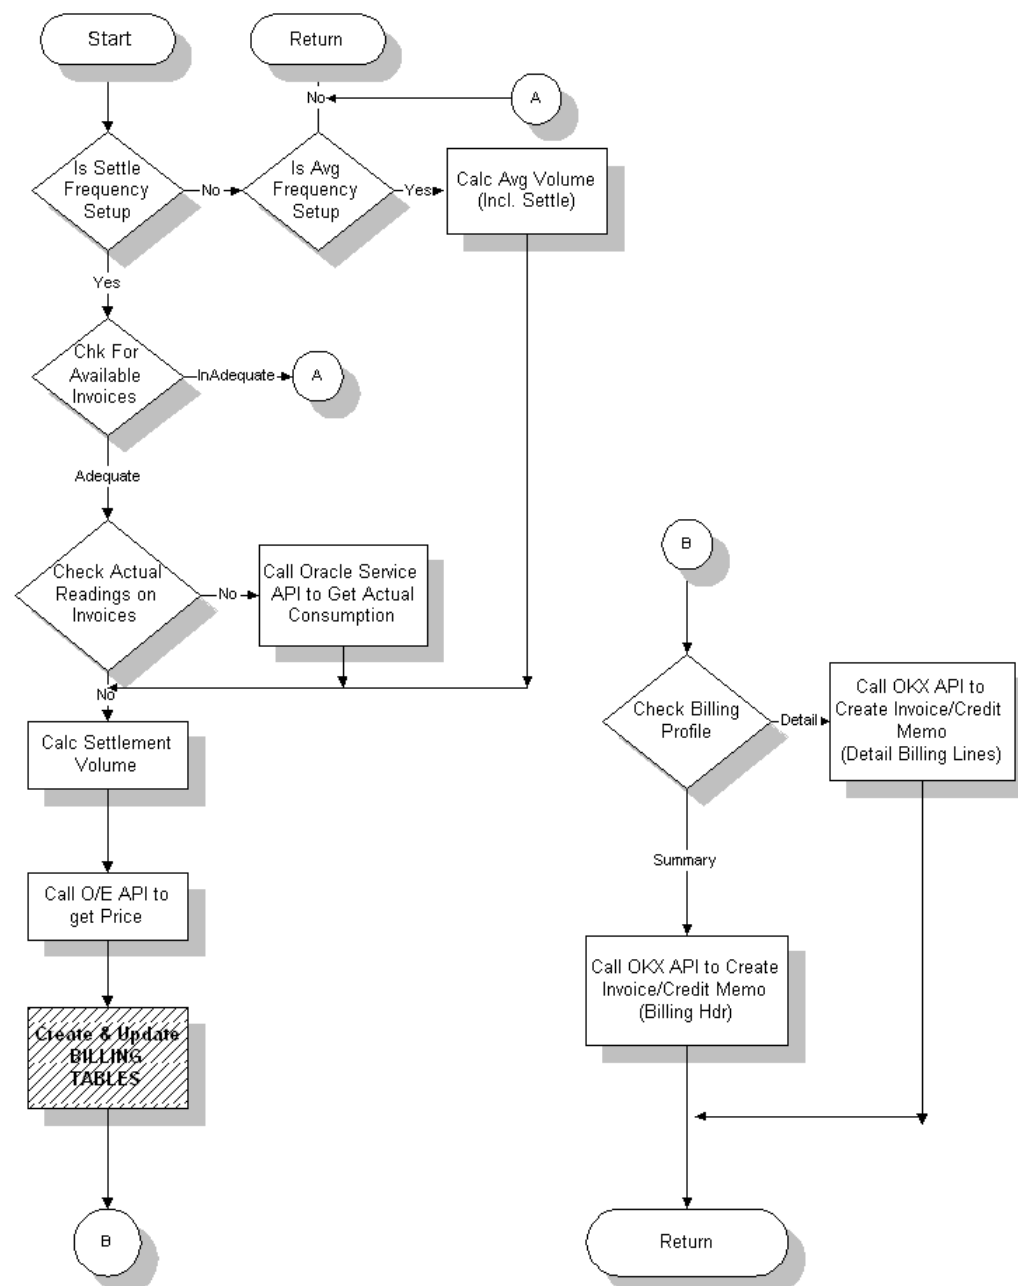 Start
Return
No
A
Is Settle
Frequency
Setup
No
Is Avg
Frequency
Setup
Yes
Calc Avg Volume
(Incl. Settle)
Yes
Chk For
Available
Invoices
InAdequate
A
Adequate
Check Actual
Readings on
Invoices
No
Call Oracle Service
API to Get Actual
Consumption
No
Calc Settlement
Volume
Call O/E API to
get Price
Create & Update
BILLING
TABLES
B
B
Check Billing
Profile
Detail
Call OKX API to
Create Invoice/Credit
Memo
(Detail Billing Lines)
Summary
Call OKX API to Create
Invoice/Credit Memo
(Billing Hdr)
Return